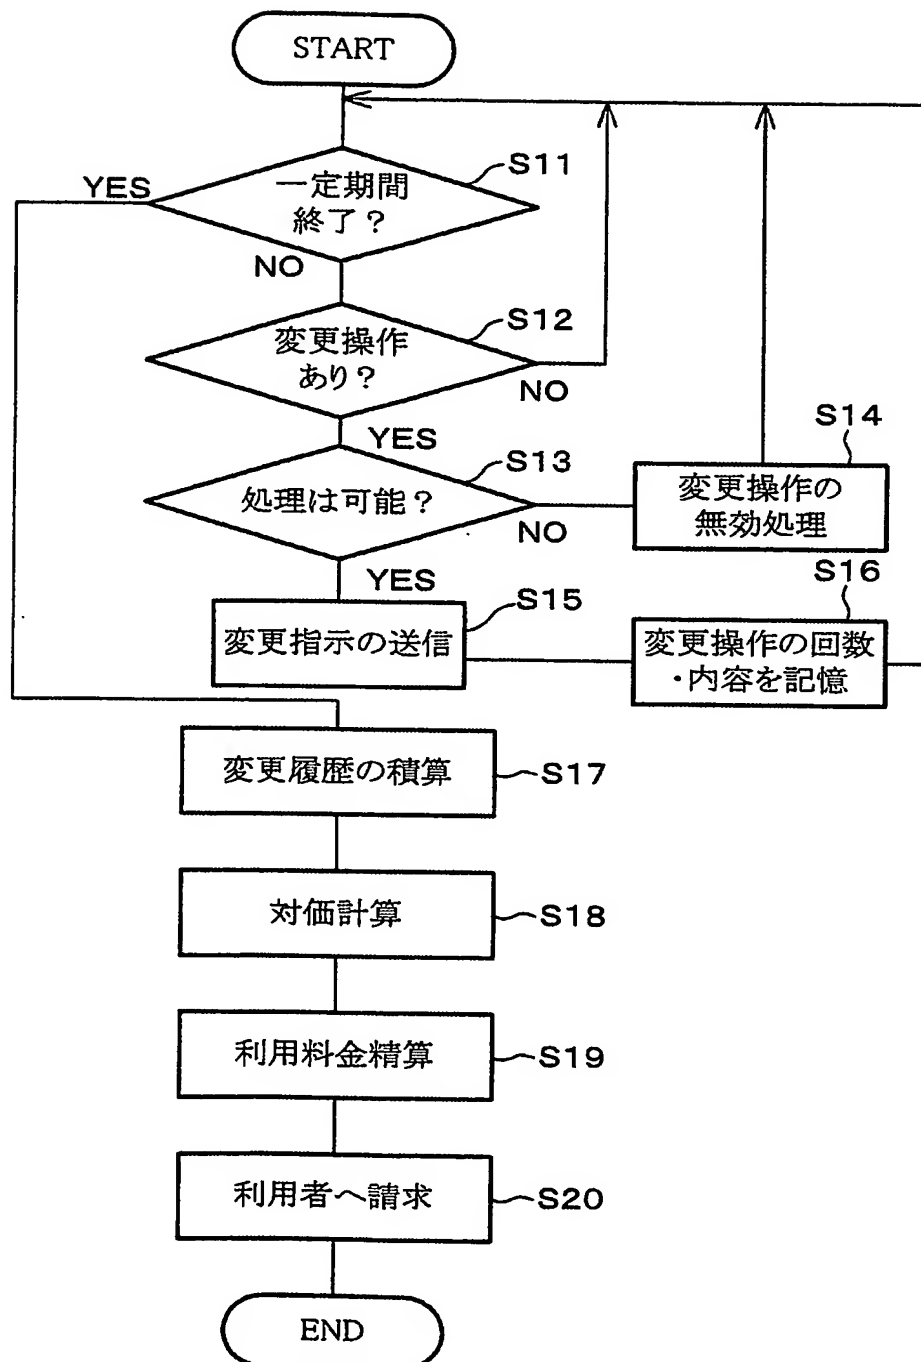 START
S11
YES
一定期間
終了？
NO
S12
変更操作
あり？
NO
YES
S14
S13
変更操作の
無効処理
処理は可能？
NO
YES
S16
S15
変更指示の送信
変更操作の回数
・内容を記憶
変更履歴の積算
S17
対価計算
S18
利用料金精算
S19
利用者へ請求
S20
END